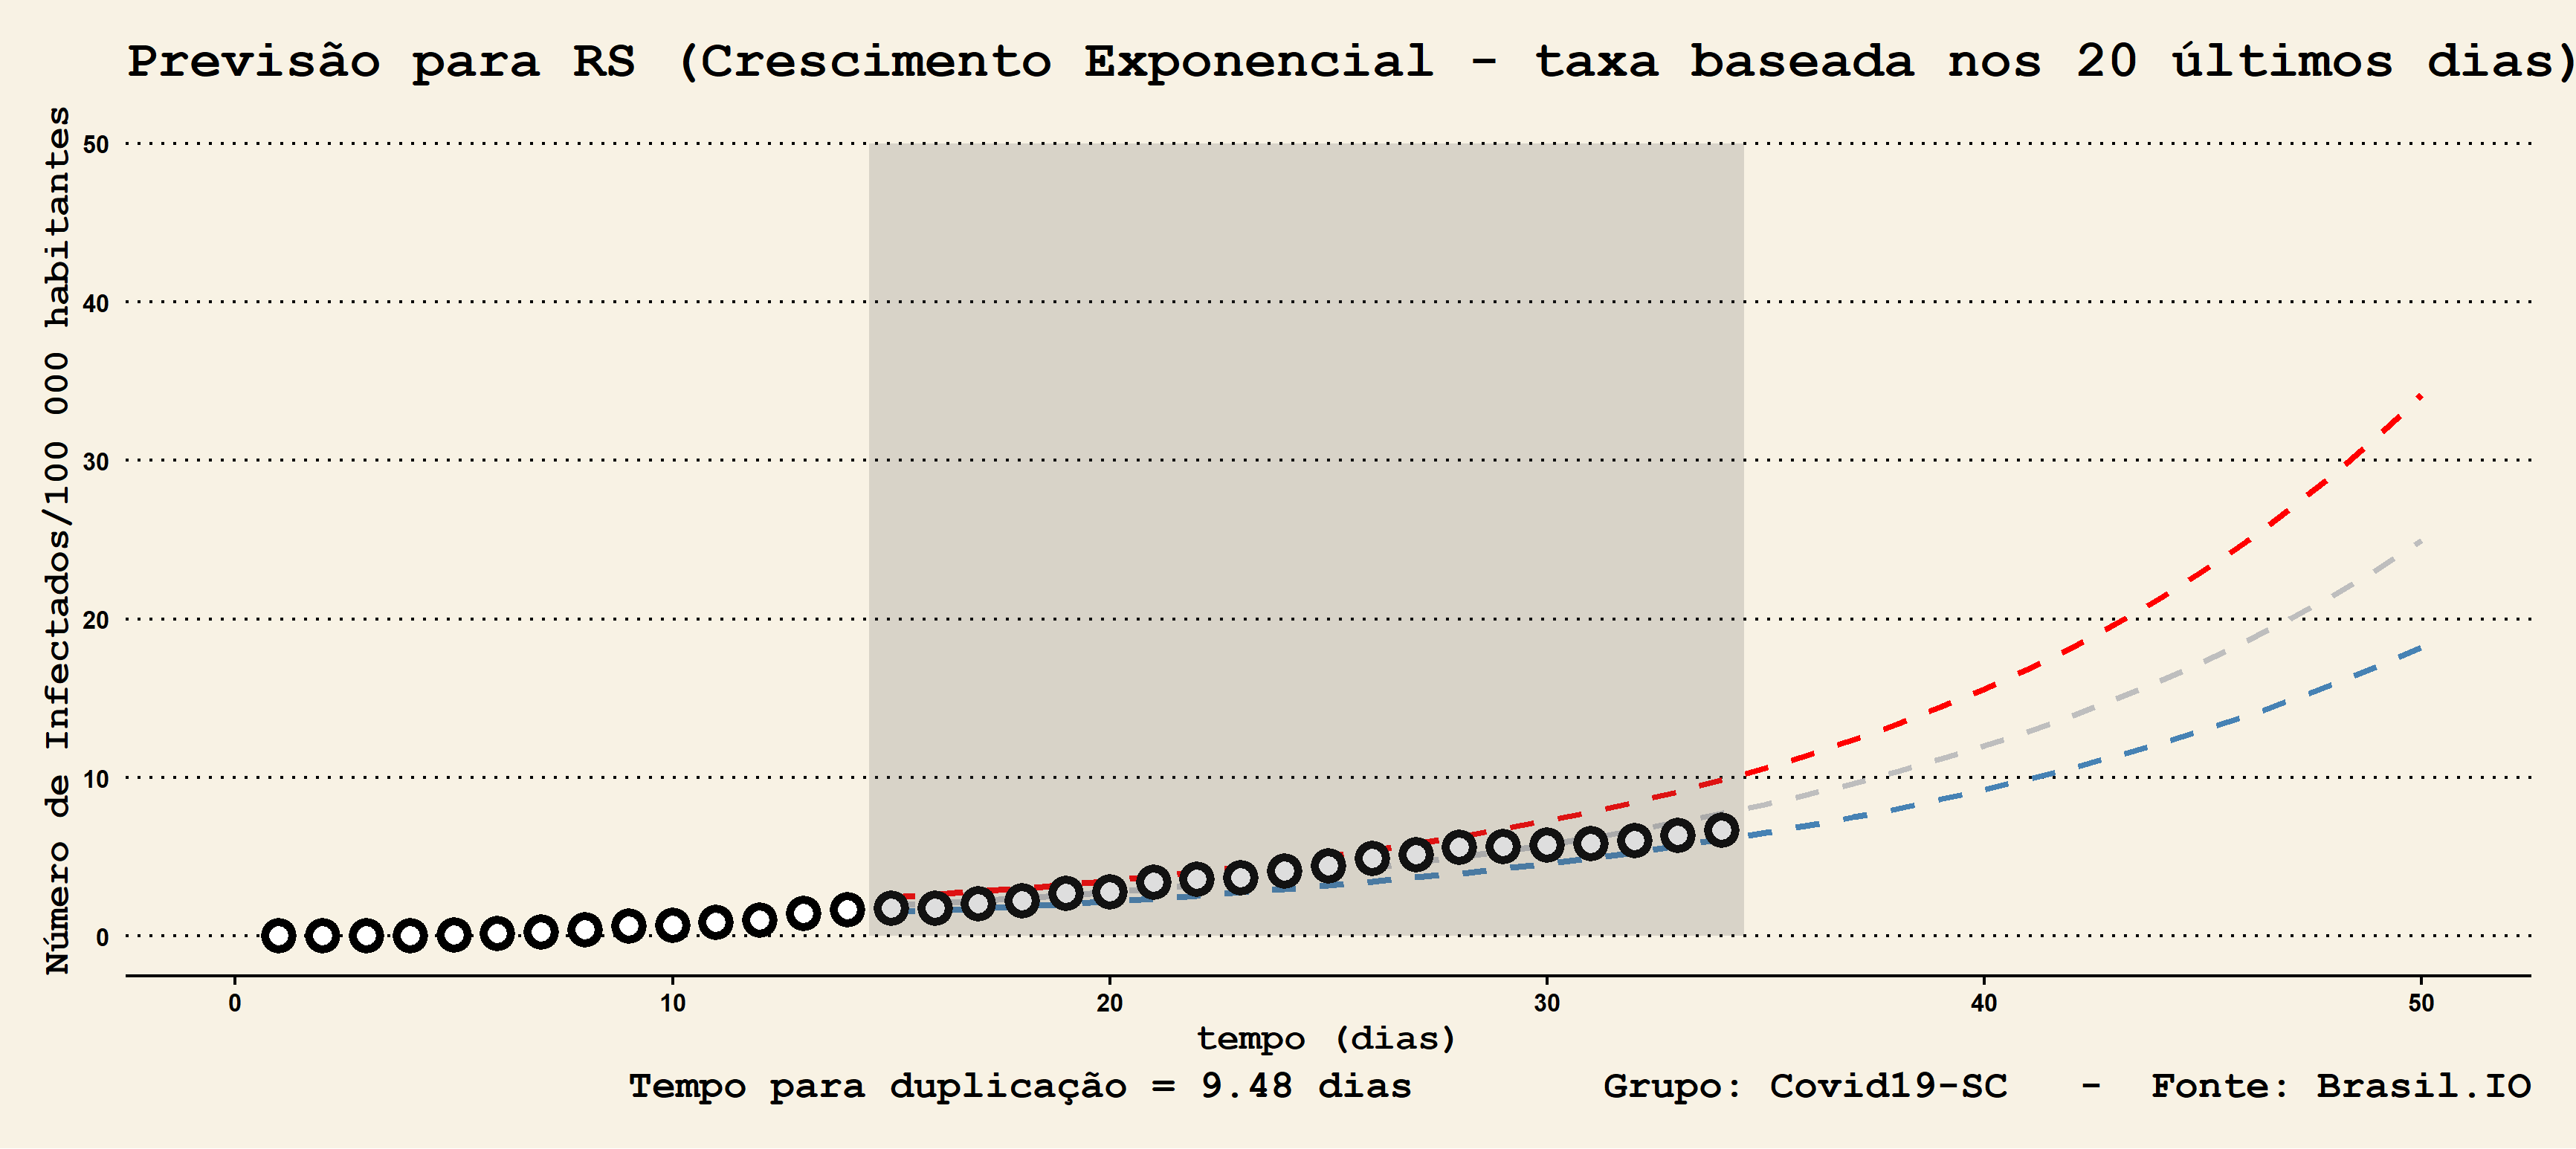 Previsão para RS (Crescimento Exponencial - taxa baseada nos 20 últimos dias)
Número de Infectados/100 000 habitantes
50
40
30
20
10
0
0 10 20 30 40 50
tempo (dias)
Tempo para duplicação = 9.48 dias Grupo: Covid19-SC - Fonte: Brasil.IO